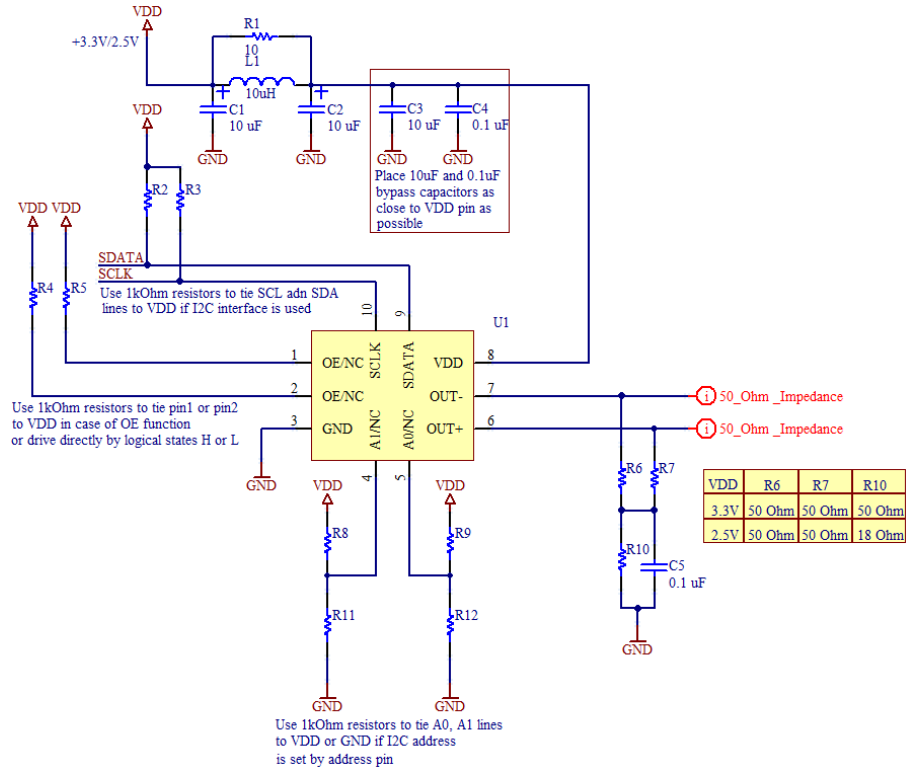 VDD
R1
+3.3V/2.5V
10
L1
10uH
C1
10 uF
C2
10 uF
C3
10 uF
C4
0.1 uF
GND
GND
GND
GND
Place 10uF and 0.1uF
bypass capacitors as
close to VDD pin as
possible
VDD
R2
R3
VDD
VDD
SDATA
SCLK
R4
R5
Use 1kOhm resistors to tie SCL adn SDA
lines to VDD if I2C interface is used
10
9
U1
1
OE/NC
SCLK
SDATA
VDD
8
2
OE/NC
OUT-
7
50_Ohm _Impedance
3
GND
A1/NC
A0/NC
OUT+
6
50_Ohm _Impedance
Use 1kOhm resistors to tie pin1 or pin2
to VDD in case of OE function
or drive directly by logical states H or L
GND
4
5
R6
R7
VDD R6 R7 R10
3.3V 50 Ohm 50 Ohm 50 Ohm
2.5V 50 Ohm 50 Ohm 18 Ohm
VDD
VDD
R8
R9
R10
C5
0.1 uF
R11
R12
GND
GND
GND
Use 1kOhm resistors to tie A0, A1 lines
to VDD or GND if I2C address
is set by address pin